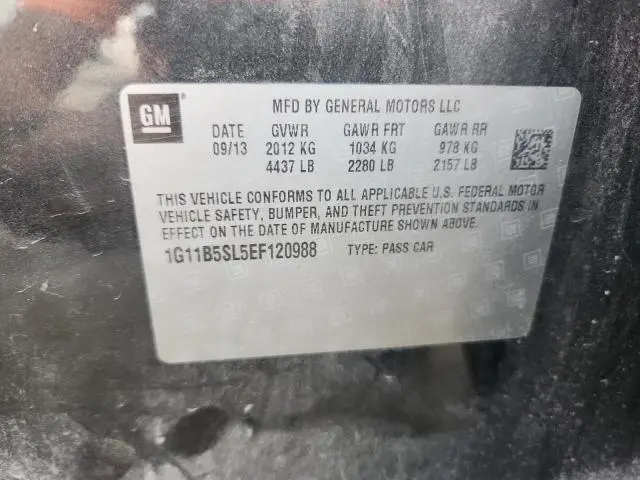 GM
MFD BY GENERAL MOTORS LLC
DATE GVWR GAWR FRT GAWR RR
09/13 2012 KG 1034 KG 978 KG
4437 LB 2280 LB 2157 LB
THIS VEHICLE CONFORMS TO ALL APPLICABLE U.S. FEDERAL MOTOR
VEHICLE SAFETY, BUMPER, AND THEFT PREVENTION STANDARDS IN
EFFECT ON THE DATE OF MANUFACTURE SHOWN ABOVE.
1G11B5SL5EF120988 TYPE: PASS CAR